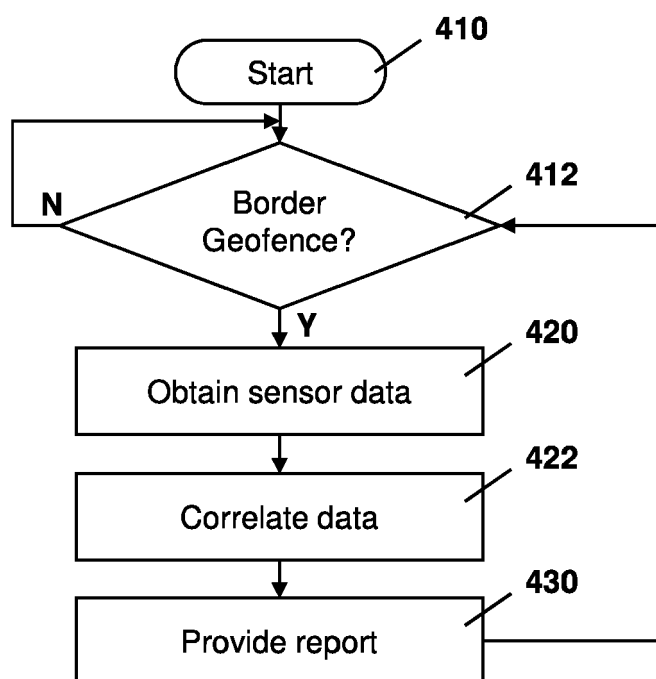 410
Start
412
N
Border
Geofence?
Y
420
Obtain sensor data
422
Correlate data
430
Provide report